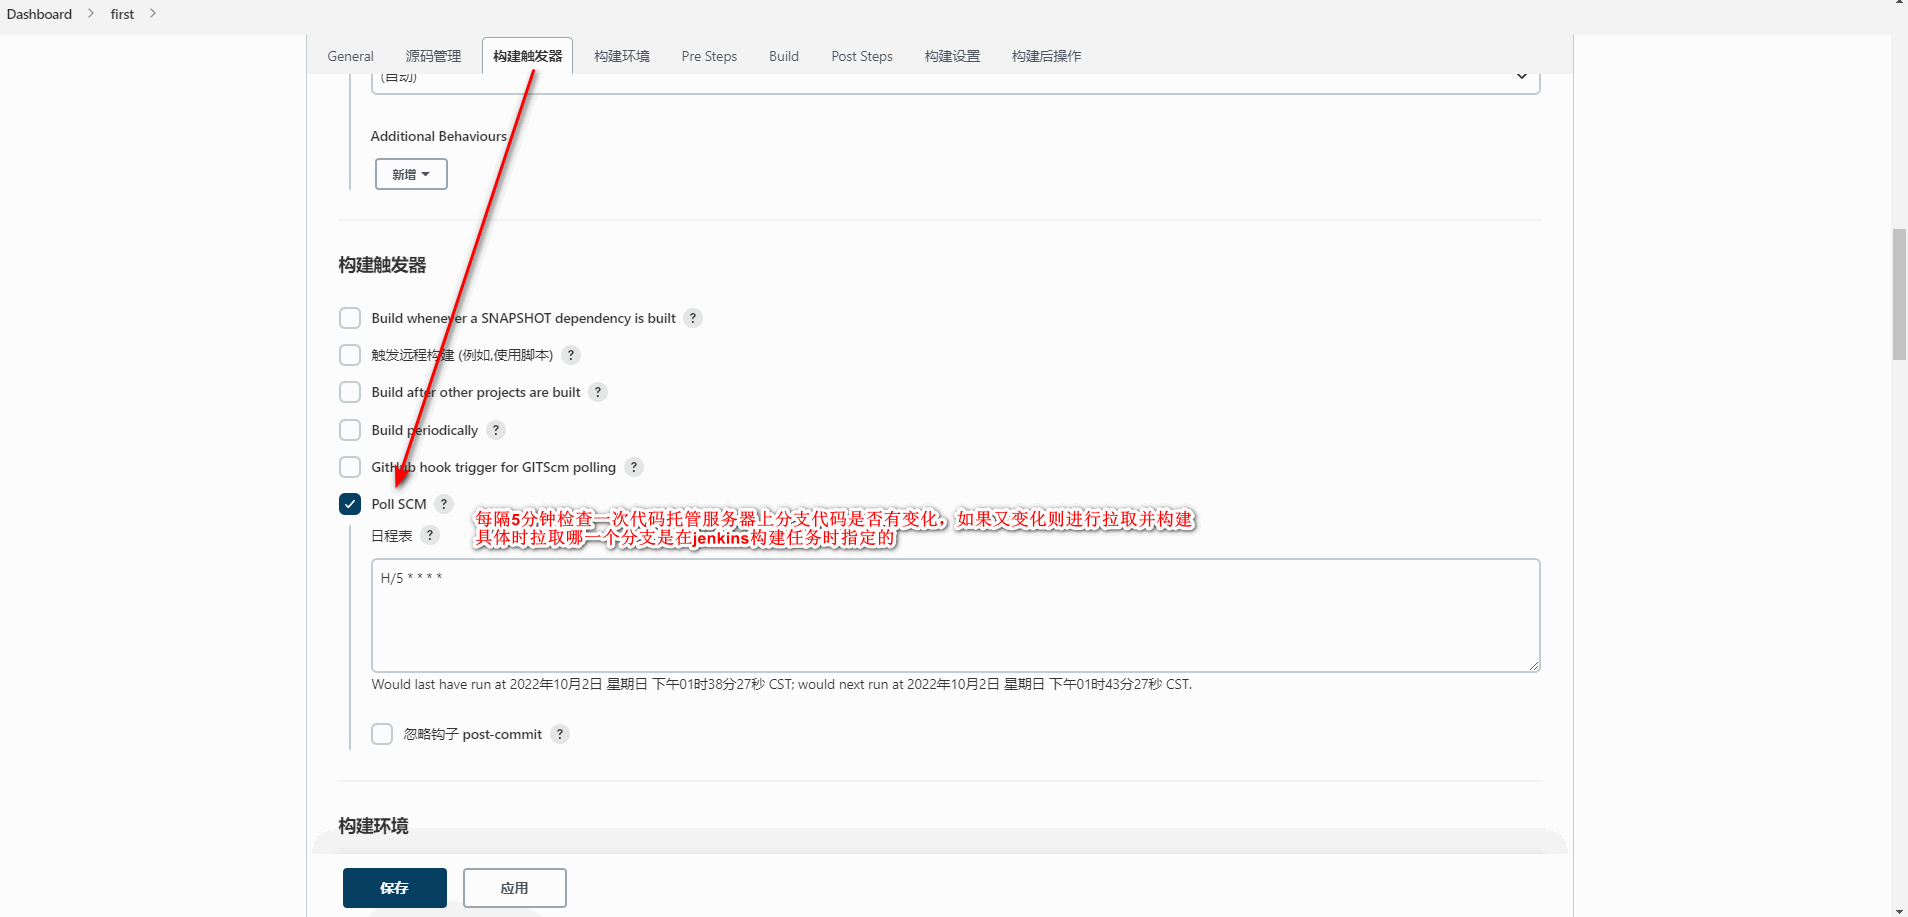 Dashboard > first >
General 源码管理 构建触发器 构建环境 Pre Steps Build Post Steps 构建设置 构建后操作
(自动)
Additional Behaviours
新增
构建触发器
Build whenever a SNAPSHOT dependency is built ?
触发远程构建 (例如,使用脚本) ?
Build after other projects are built ?
Build periodically ?
GitHub hook trigger for GITScm polling ?
Poll SCM ?
每隔5分钟检查一次代码托管服务器上分支代码是否有变化，如果又变化则进行拉取并构建
日程表 ?
具体时拉取哪一个分支是在jenkins构建任务时指定的
H/5 * * * *
Would last have run at 2022年10月2日 星期日 下午01时38分27秒 CST; would next run at 2022年10月2日 星期日 下午01时43分27秒 CST.
忽略钩子 post-commit ?
构建环境
保存 应用